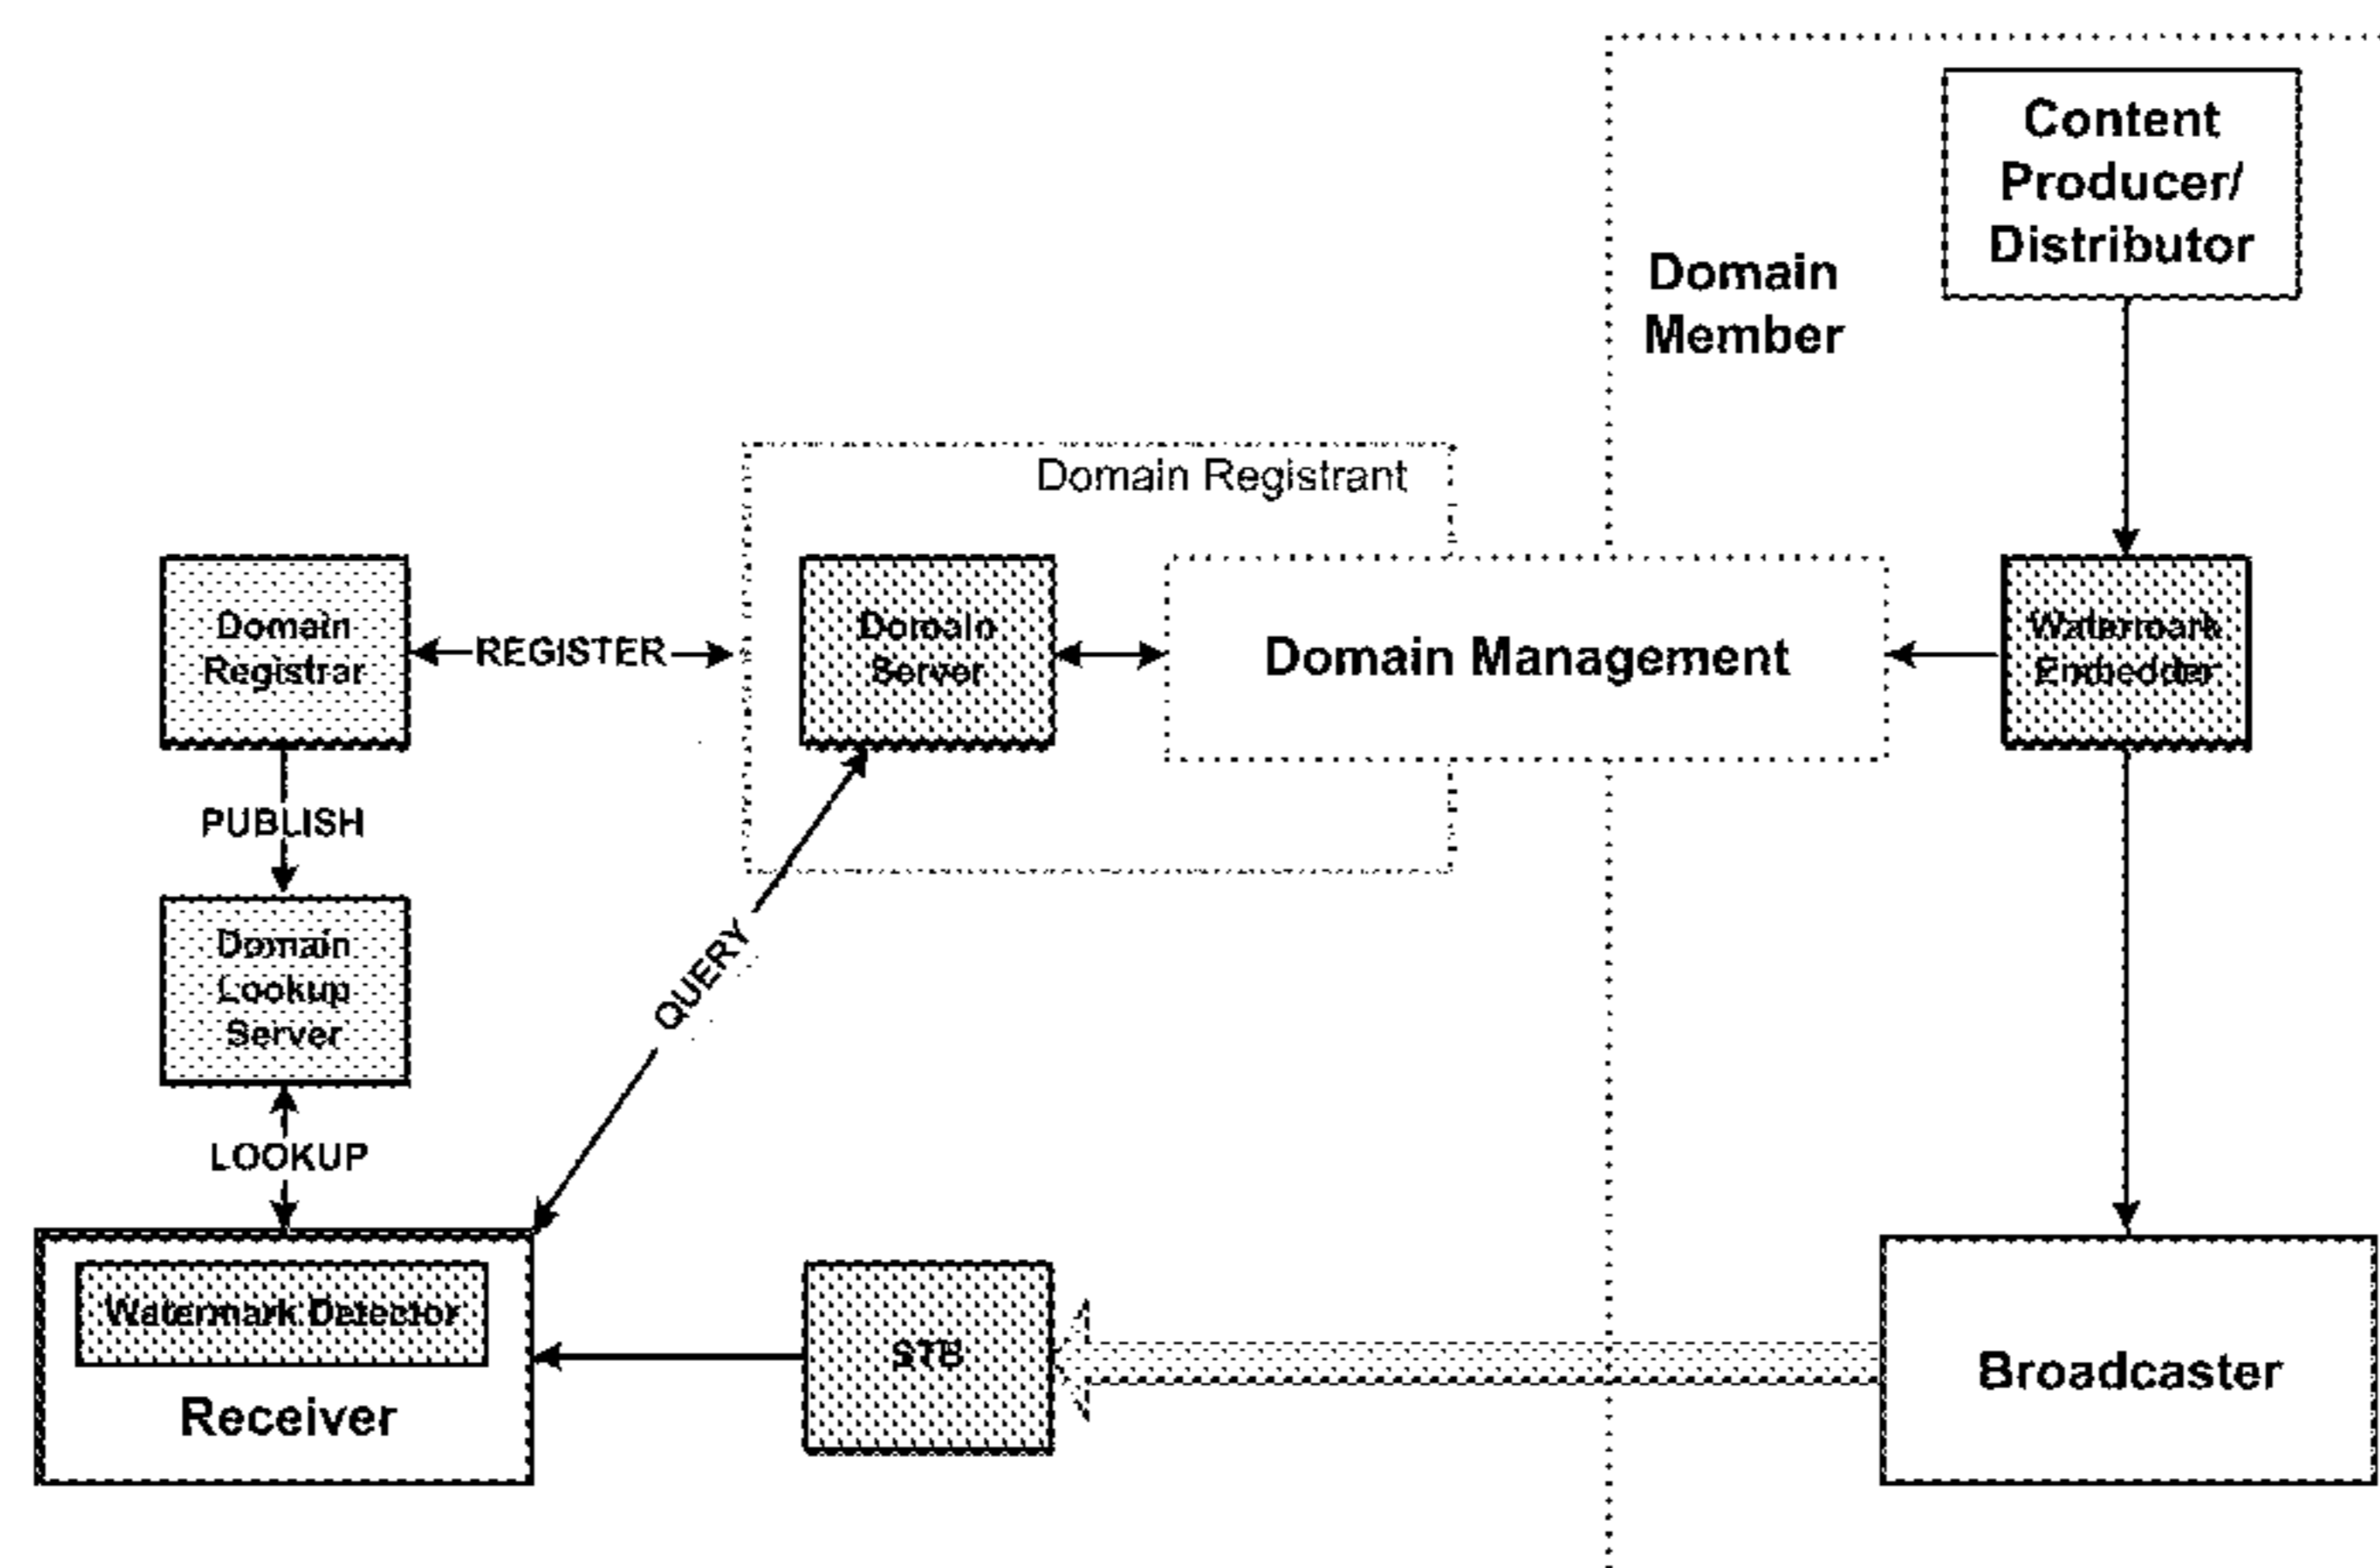 Content
Producer/
Distributor
Domain
Member
Domain Registrant
Domain
Registrar
REGISTER
Domain
Server
Domain Management
Watermark
Embedder
PUBLISH
Domain
Lookup
Server
QUERY
LOOKUP
Watermark Detector
Receiver
STB
Broadcaster